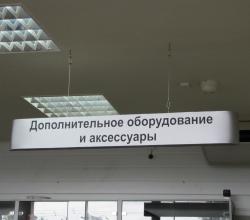 Дополнительное оборудование
и аксессуары